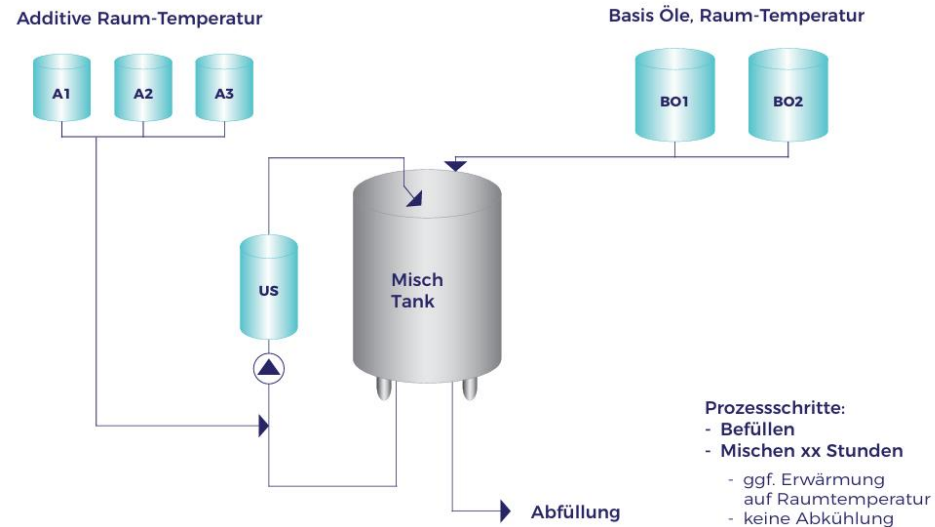 Additive Raum-Temperatur
Basis Öle, Raum-Temperatur
A1
A2
A3
BO1
BO2
US
Misch
Tank
Prozessschritte:
- Befüllen
- Mischen xx Stunden
- ggf. Erwärmung
auf Raumtemperatur
- keine Abkühlung
Abfüllung